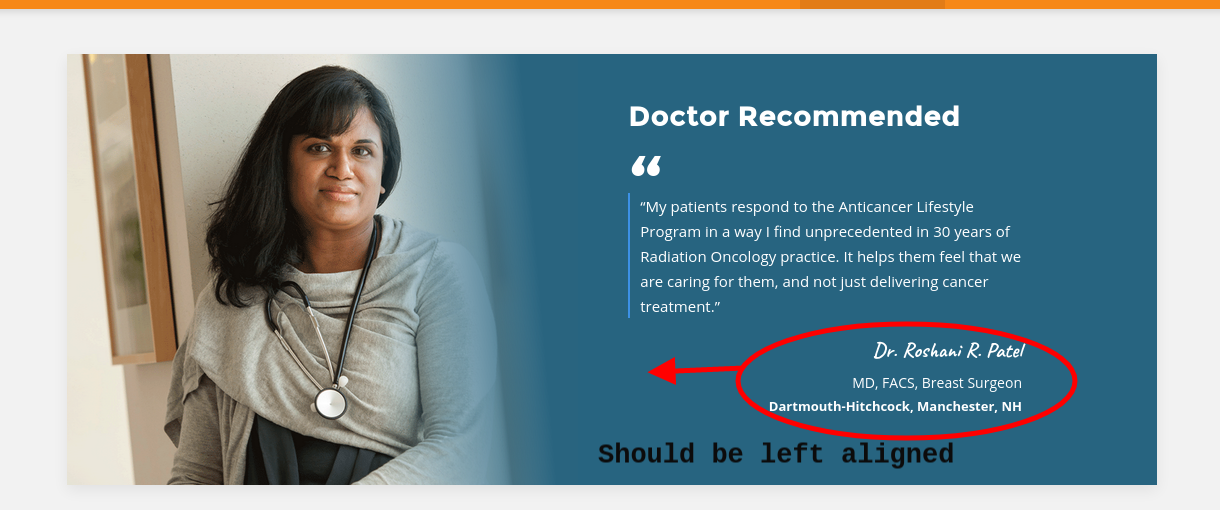 Doctor Recommended
“
“My patients respond to the Anticancer Lifestyle
Program in a way I find unprecedented in 30 years of
Radiation Oncology practice. It helps them feel that we
are caring for them, and not just delivering cancer
treatment.”
Dr. Roshani R. Patel
MD, FACS, Breast Surgeon
Dartmouth-Hitchcock, Manchester, NH
Should be left aligned